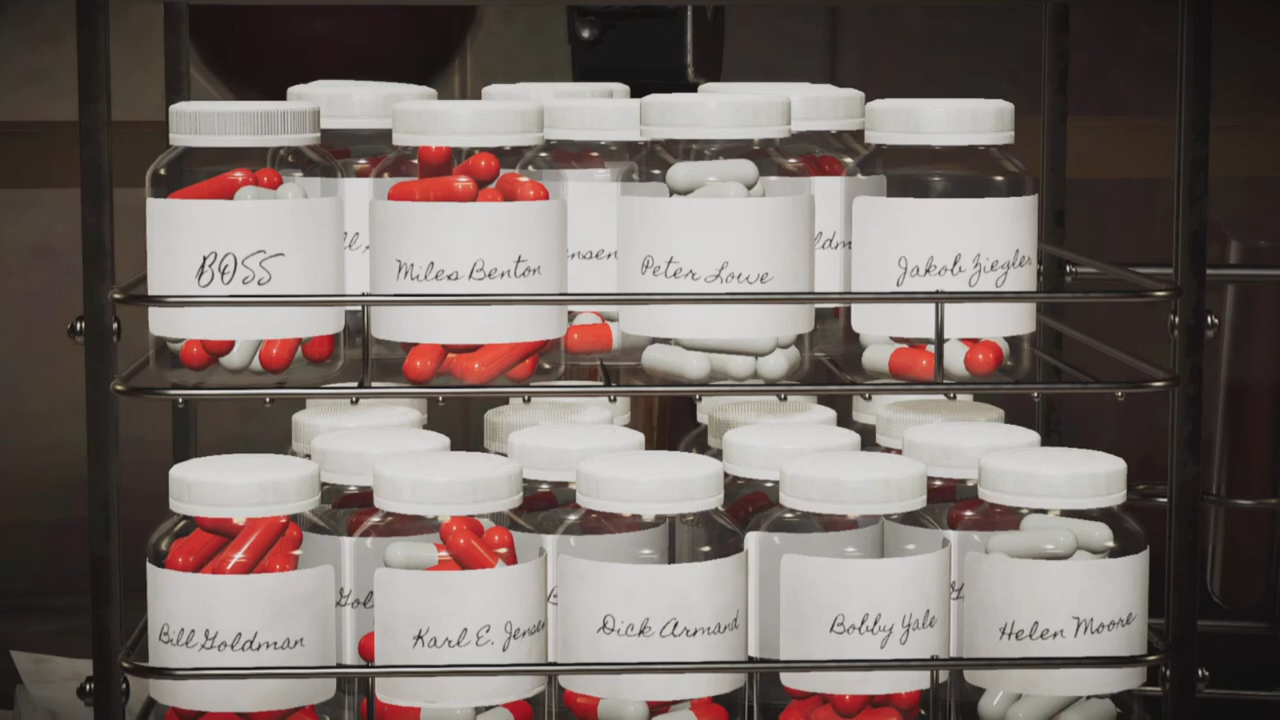 BOSS
Miles Benton
Peter Lowe
Jakob Ziegler
Bill Goldman
Karl E. Jensen
Dick Armand
Bobby Yale
Helen Moore